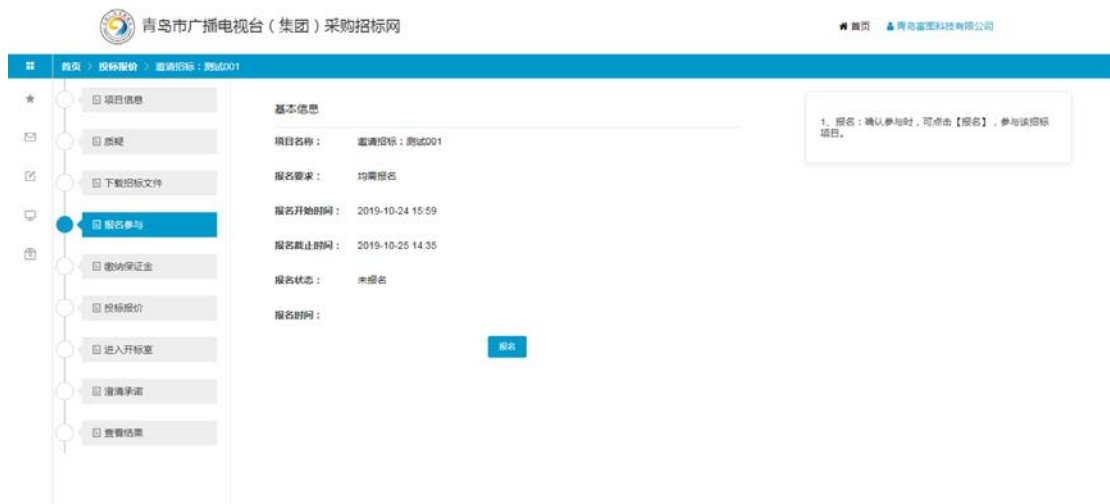 青岛市广播电视台（集团）采购招标网
首页 青岛富图科技有限公司
首页 > 投标报价 > 邀请招标：测试001
项目信息
质疑
下载招标文件
报名参与
缴纳保证金
投标报价
进入开标室
澄清承诺
查看结果
基本信息
项目名称： 邀请招标：测试001
报名要求： 均需报名
报名开始时间： 2019-10-24 15:59
报名截止时间： 2019-10-25 14:35
报名状态： 未报名
报名时间：
报名
1、报名：确认参与时，可点击【报名】，参与该招标
项目。